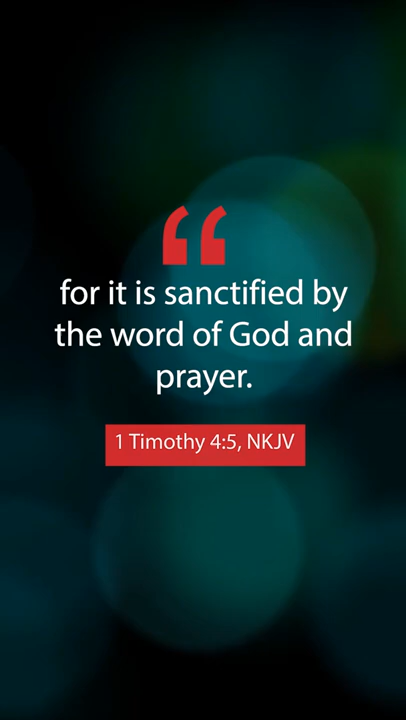 “
for it is sanctified by
the word of God and
prayer.
1 Timothy 4:5, NKJV